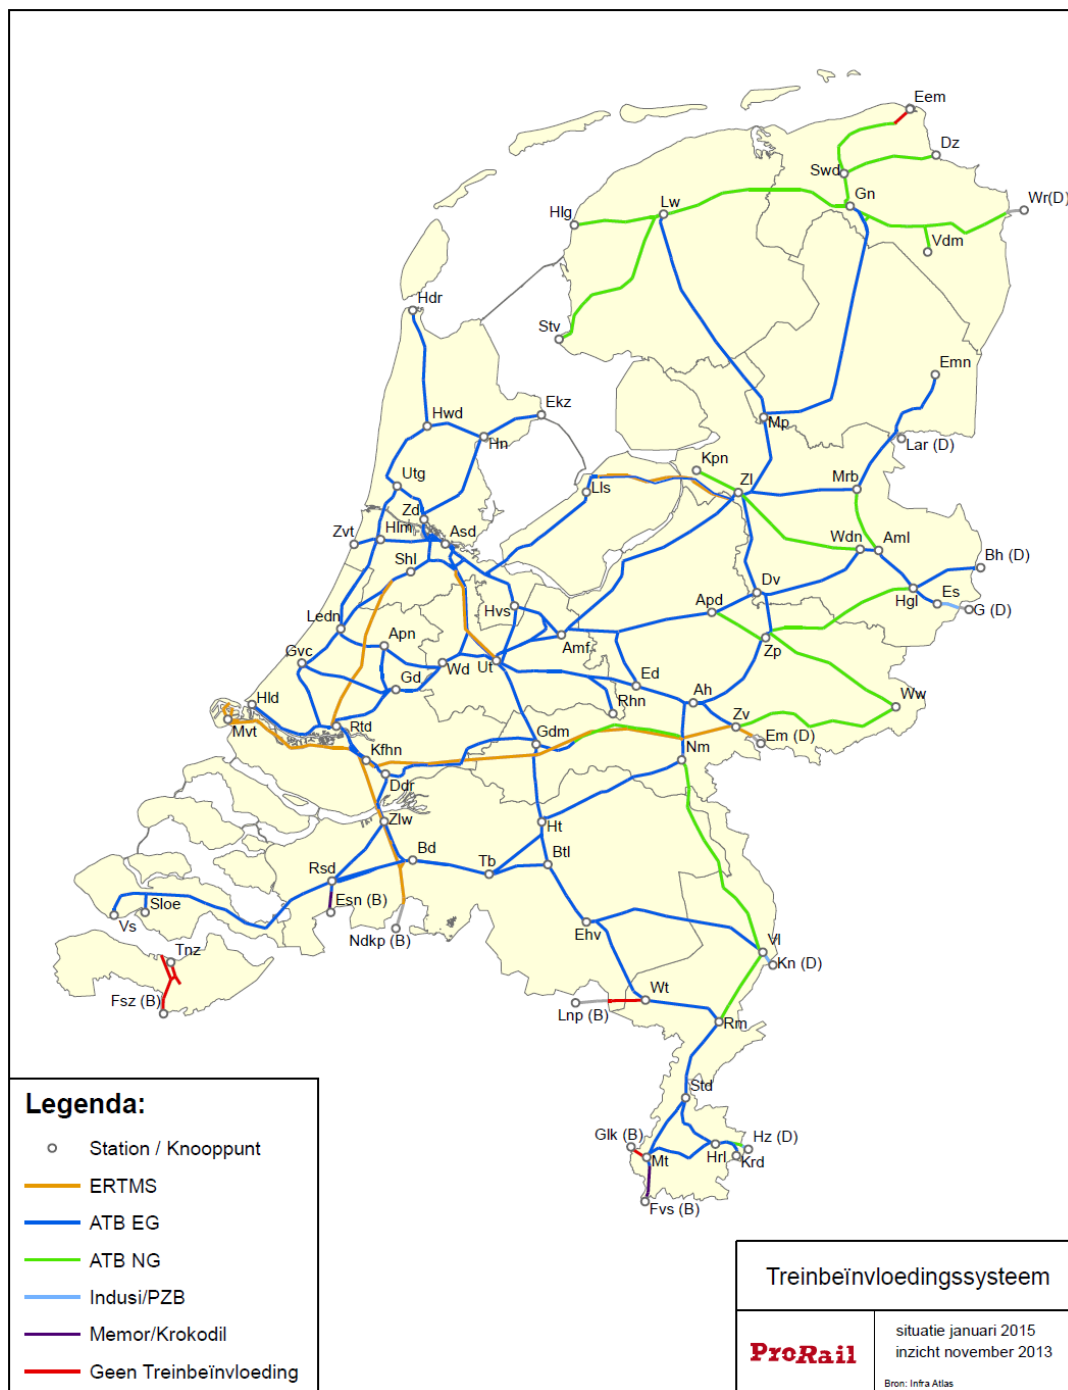 Eem
Dz
Swd
Gn
Wr(D)
Hlg
Lw
Vdm
Hdr
Stv
Emn
Ekz
Hwd
Mp
Hn
Lar (D)
Kpn
Utg
Lls
Zl
Mrb
Zd
Zvt
Hlm
Asd
Wdn
Aml
Bh (D)
Shl
Dv
Hgl
Es
G (D)
Ledn
Hvs
Apd
Apn
Amf
Zp
Gvc
Wd
Ut
Gd
Ed
Ah
Ww
Hld
Rhn
Mvt
Rtd
Gdm
Zv
Em (D)
Kfhn
Nm
Ddr
Zlw
Ht
Bd
Btl
Rsd
Tb
Esn (B)
Sloe
Vs
Ndkp (B)
Ehv
Vl
Tnz
Kn (D)
Fsz (B)
Wt
Lnp (B)
Rm
Std
Glk (B)
Hz (D)
Mt
Hrl
Krd
Fvs (B)
Legenda:
Station / Knooppunt
ERTMS
ATB EG
ATB NG
Indusi/PZB
Memor/Krokodil
Geen Treinbeïnvloeding
Treinbeïnvloedingssysteem
ProRail
situatie januari 2015
inzicht november 2013
Bron: Infra Atlas